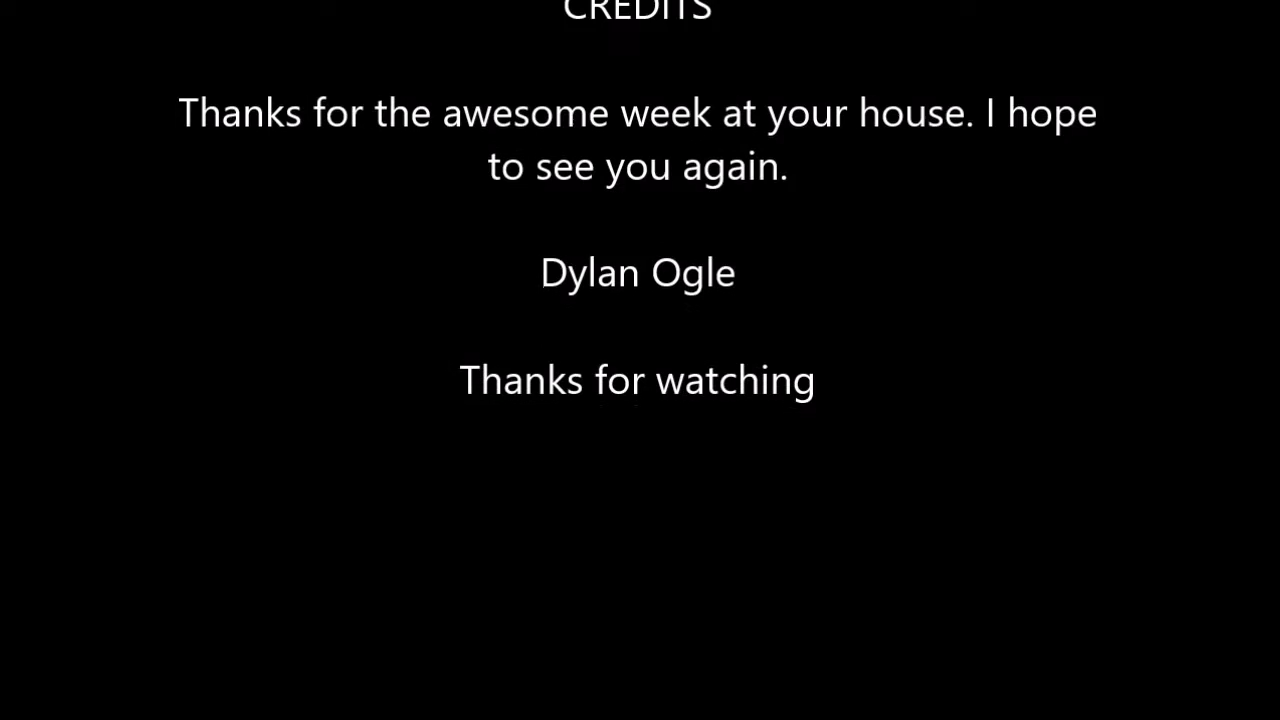 CREDITS
Thanks for the awesome week at your house. I hope
to see you again.
Dylan Ogle
Thanks for watching